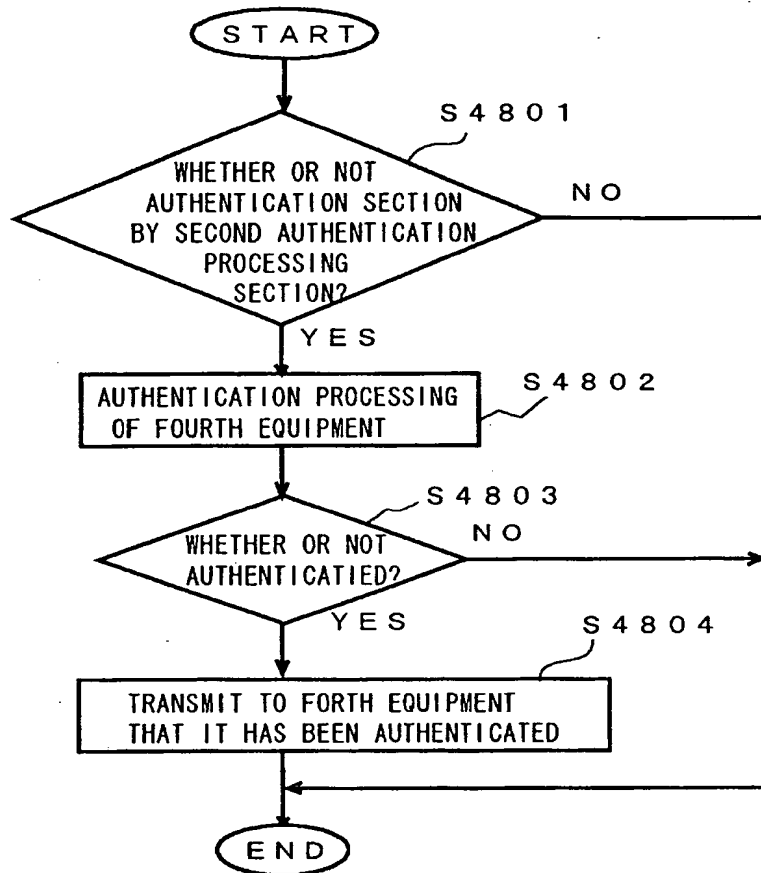 START
S4801
WHETHER OR NOT
AUTHENTICATION SECTION
BY SECOND AUTHENTICATION
PROCESSING
SECTION?
NO
YES
S4802
AUTHENTICATION PROCESSING
OF FOURTH EQUIPMENT
S4803
WHETHER OR NOT
AUTHENTICATIED?
NO
YES
S4804
TRANSMIT TO FORTH EQUIPMENT
THAT IT HAS BEEN AUTHENTICATED
END